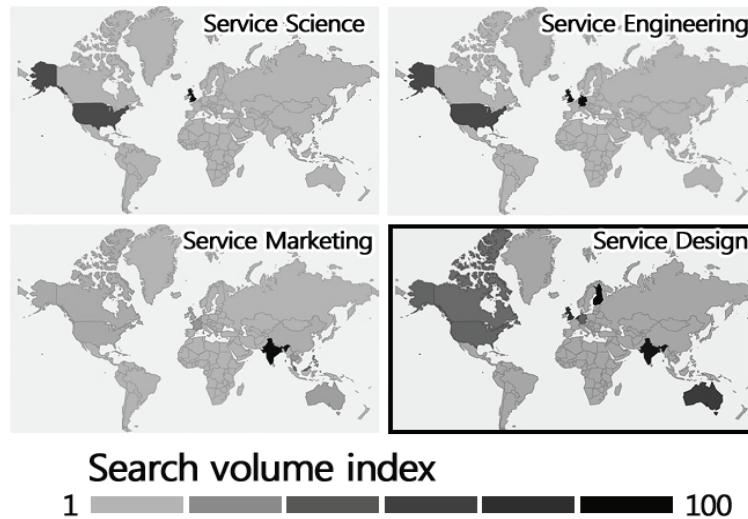 Service Science
Service Engineering
Service Marketing
Service Design
Search volume index
1
100